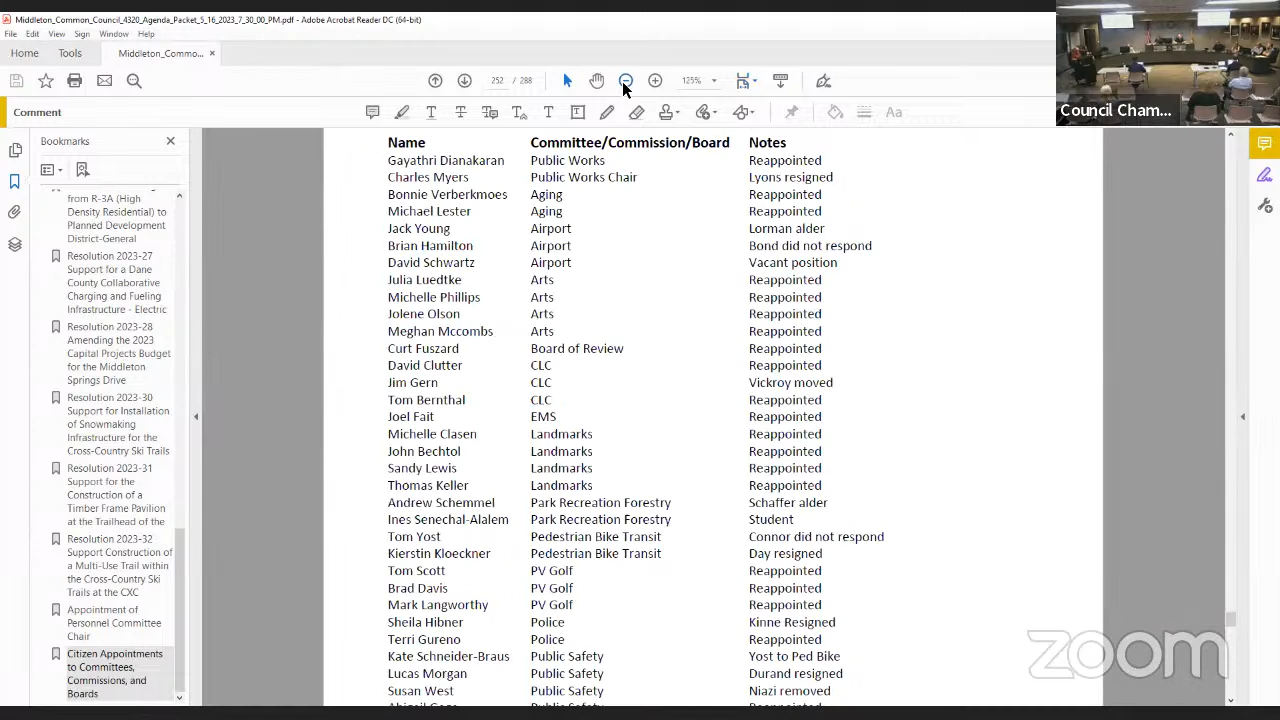 Middleton_Common_Council_4320_Agenda_Packet_5_16_2023_7_30_00_PM.pdf - Adobe Acrobat Reader DC (64-bit)
File Edit View Sign Window Help
Home Tools Middleton_Commo... ×
252 / 288 125%
Comment
Aa
Council Cham...
Bookmarks
from R-3A (High
Density Residential) to
Planned Development
District-General
Resolution 2023-27
Support for a Dane
County Collaborative
Charging and Fueling
Infrastructure - Electric
Resolution 2023-28
Amending the 2023
Capital Projects Budget
for the Middleton
Springs Drive
Resolution 2023-30
Support for Installation
of Snowmaking
Infrastructure for the
Cross-Country Ski Trails
Resolution 2023-31
Support for the
Construction of a
Timber Frame Pavilion
at the Trailhead of the
Resolution 2023-32
Support Construction of
a Multi-Use Trail within
the Cross-Country Ski
Trails at the CXC
Appointment of
Personnel Committee
Chair
Citizen Appointments
to Committees,
Commissions, and
Boards
Name Committee/Commission/Board Notes
Gayathri Dianakaran Public Works Reappointed
Charles Myers Public Works Chair Lyons resigned
Bonnie Verberkmoes Aging Reappointed
Michael Lester Aging Reappointed
Jack Young Airport Lorman alder
Brian Hamilton Airport Bond did not respond
David Schwartz Airport Vacant position
Julia Luedtke Arts Reappointed
Michelle Phillips Arts Reappointed
Jolene Olson Arts Reappointed
Meghan Mccombs Arts Reappointed
Curt Fuszard Board of Review Reappointed
David Clutter CLC Reappointed
Jim Gern CLC Vickroy moved
Tom Bernthal CLC Reappointed
Joel Fait EMS Reappointed
Michelle Clasen Landmarks Reappointed
John Bechtol Landmarks Reappointed
Sandy Lewis Landmarks Reappointed
Thomas Keller Landmarks Reappointed
Andrew Schemmel Park Recreation Forestry Schaffer alder
Ines Senechal-Alalem Park Recreation Forestry Student
Tom Yost Pedestrian Bike Transit Connor did not respond
Kierstin Kloeckner Pedestrian Bike Transit Day resigned
Tom Scott PV Golf Reappointed
Brad Davis PV Golf Reappointed
Mark Langworthy PV Golf Reappointed
Sheila Hibner Police Kinne Resigned
Terri Gureno Police Reappointed
Kate Schneider-Braus Public Safety Yost to Ped Bike
Lucas Morgan Public Safety Durand resigned
Susan West Public Safety Niazi removed
zoom